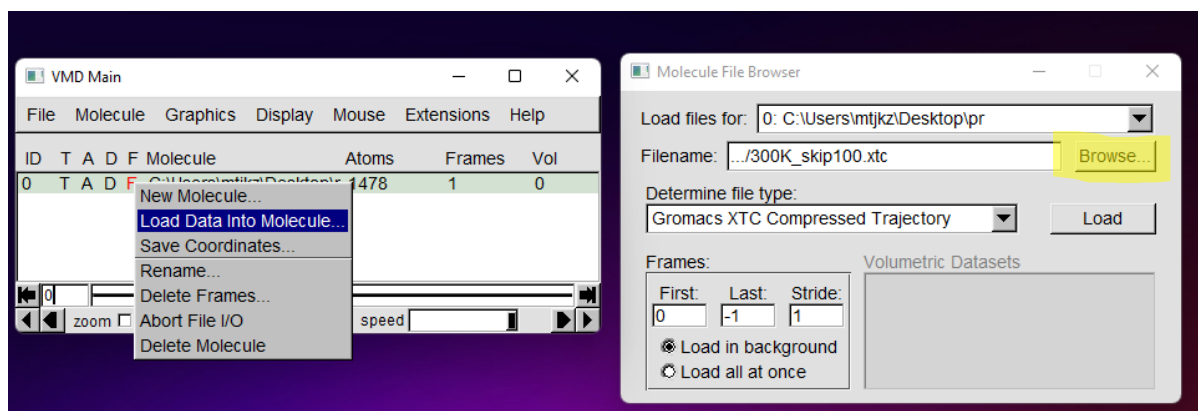 VMD Main
File Molecule Graphics Display Mouse Extensions Help
ID T A D F Molecule Atoms Frames Vol
0 T A D F 1478 1 0
New Molecule...
Load Data Into Molecule...
Save Coordinates...
Rename...
Delete Frames...
Abort File I/O
Delete Molecule
0
zoom
speed
Molecule File Browser
Load files for: 0: C:\Users\mtjkz\Desktop\pr
Filename: .../300K_skip100.xtc Browse...
Determine file type:
Gromacs XTC Compressed Trajectory Load
Frames: Volumetric Datasets
First: Last: Stride:
0 -1 1
Load in background
Load all at once